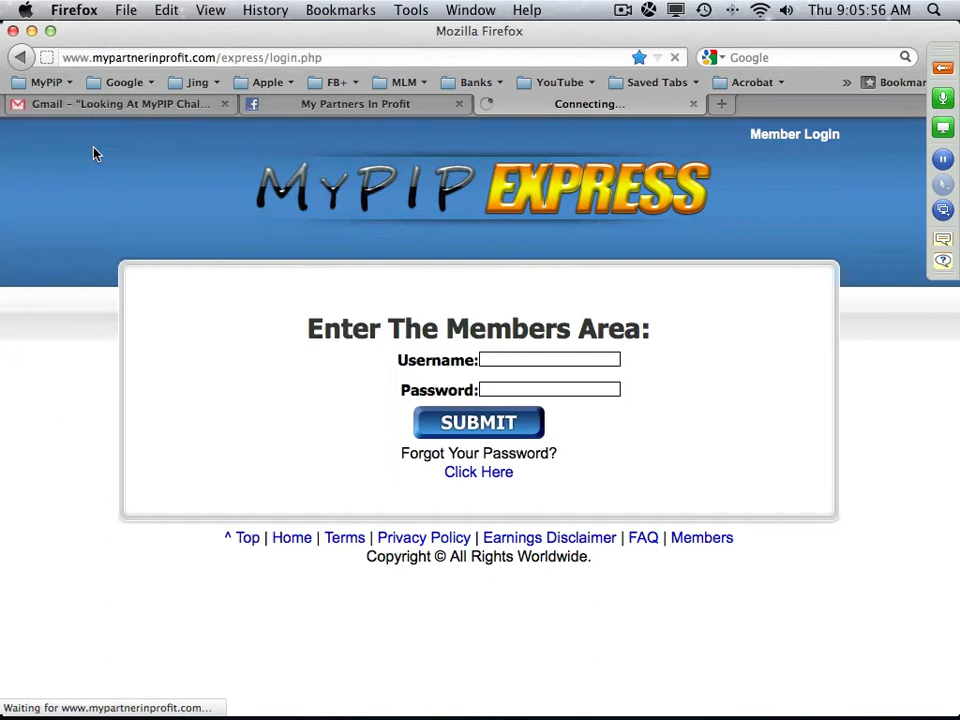 Firefox File Edit View History Bookmarks Tools Window Help Thu 9:05:56 AM
Mozilla Firefox
www.mypartnerinprofit.com/express/login.php Google
MyPiP Google Jing Apple FB+ MLM Banks YouTube Saved Tabs Acrobat » Bookmar
Gmail - "Looking At MyPIP Chal... My Partners In Profit Connecting...
Member Login
MyPIP EXPRESS
Enter The Members Area:
Username:
Password:
SUBMIT
Forgot Your Password?
Click Here
^ Top | Home | Terms | Privacy Policy | Earnings Disclaimer | FAQ | Members
Copyright © All Rights Worldwide.
Waiting for www.mypartnerinprofit.com...